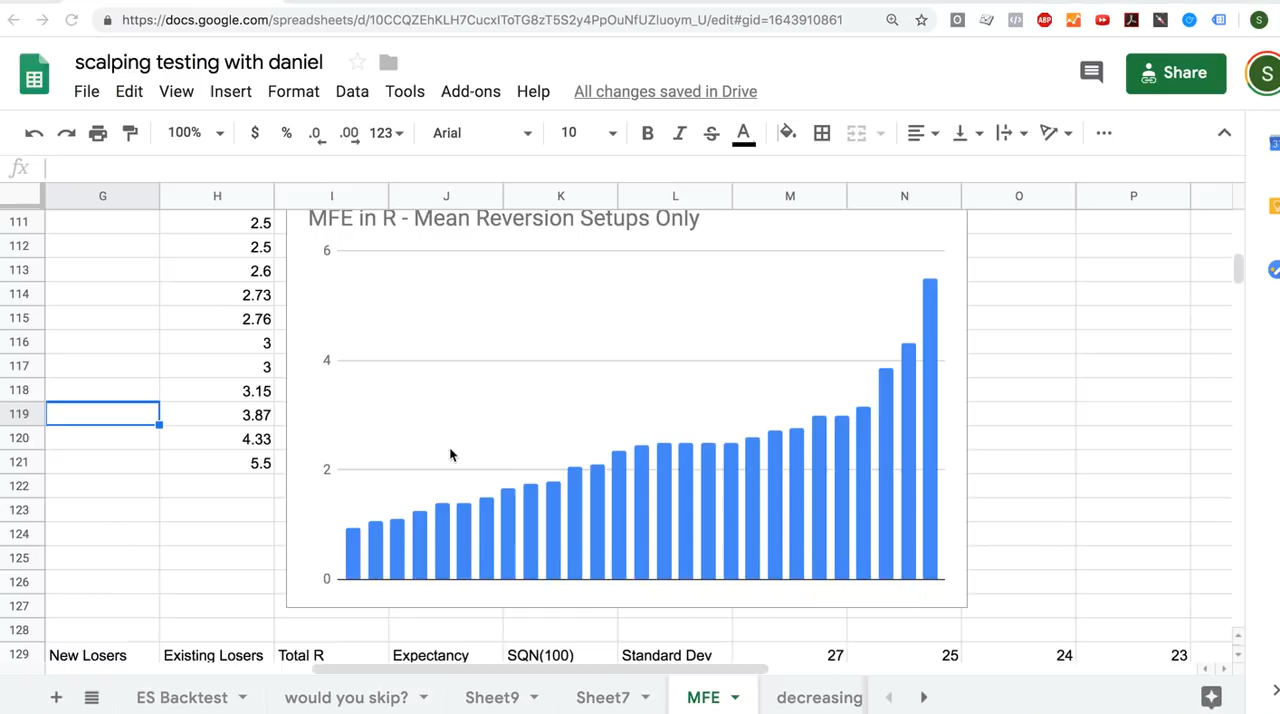 https://docs.google.com/spreadsheets/d/10CCQZEhKLH7CucxIToTG8zT5S2y4PpOuNfUZIuoym_U/edit#gid=1643910861
ABP
S
scalping testing with daniel
Share
S
File Edit View Insert Format Data Tools Add-ons Help All changes saved in Drive
100% $ % .0 .00 123 Arial 10 B I S A
fx
G H I J K L M N O P
111 2.5 MFE in R - Mean Reversion Setups Only
112 2.5 6
113 2.6
114 2.73
115 2.76
116 3
117 3 4
118 3.15
119 3.87
120 4.33
121 5.5 2
122
123
124
125
126 0
127
128
129 New Losers Existing Losers Total R Expectancy SQN(100) Standard Dev 27 25 24 23
ES Backtest would you skip? Sheet9 Sheet7 MFE decreasing